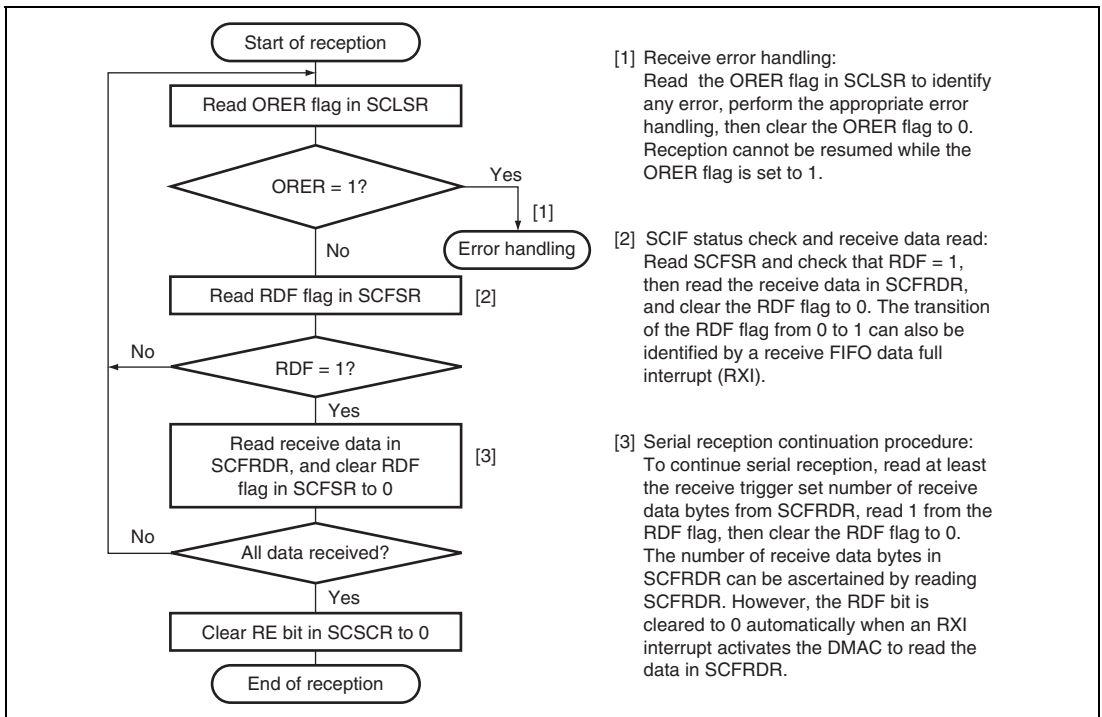 Start of reception
Read ORER flag in SCLSR
ORER = 1?
Yes
[1]
Error handling
No
Read RDF flag in SCFSR
[2]
No
RDF = 1?
Yes
Read receive data in
SCFRDR, and clear RDF
flag in SCFSR to 0
[3]
No
All data received?
Yes
Clear RE bit in SCSCR to 0
End of reception
[1] Receive error handling:
Read the ORER flag in SCLSR to identify
any error, perform the appropriate error
handling, then clear the ORER flag to 0.
Reception cannot be resumed while the
ORER flag is set to 1.
[2] SCIF status check and receive data read:
Read SCFSR and check that RDF = 1,
then read the receive data in SCFRDR,
and clear the RDF flag to 0. The transition
of the RDF flag from 0 to 1 can also be
identified by a receive FIFO data full
interrupt (RXI).
[3] Serial reception continuation procedure:
To continue serial reception, read at least
the receive trigger set number of receive
data bytes from SCFRDR, read 1 from the
RDF flag, then clear the RDF flag to 0.
The number of receive data bytes in
SCFRDR can be ascertained by reading
SCFRDR. However, the RDF bit is
cleared to 0 automatically when an RXI
interrupt activates the DMAC to read the
data in SCFRDR.